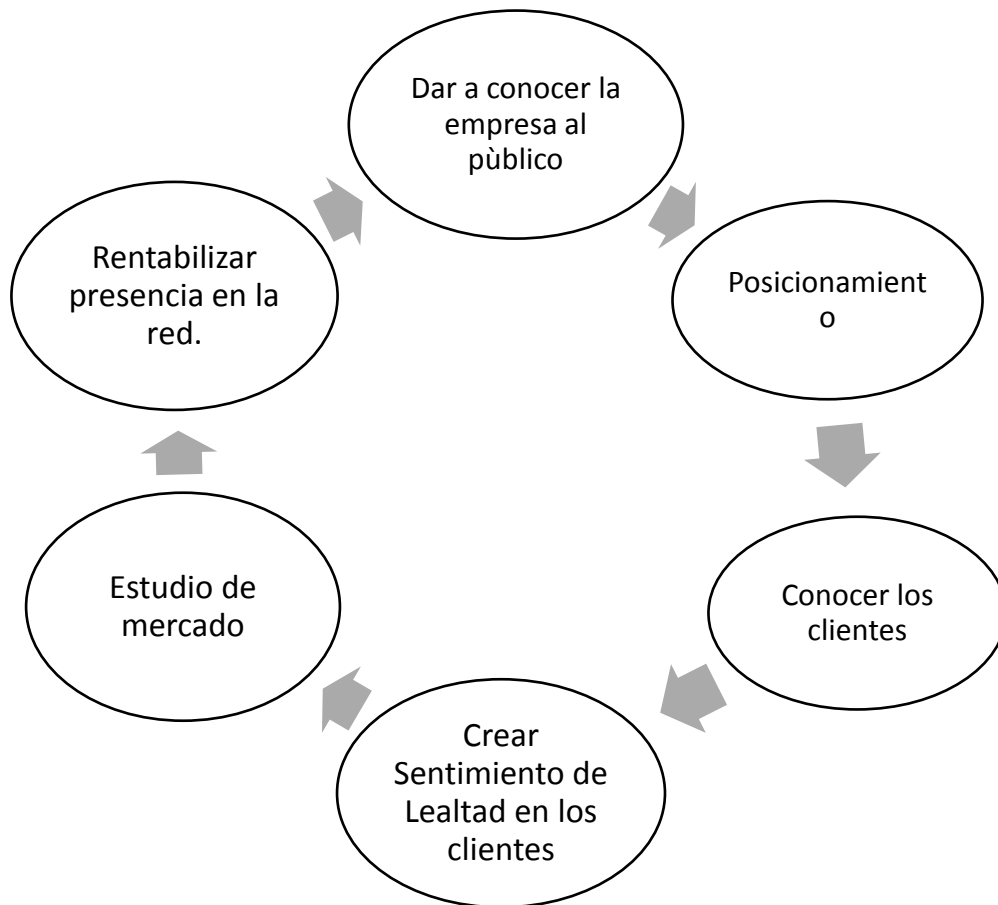 Dar a conocer la
empresa al
pùblico
Posicionamient
o
Conocer los
clientes
Crear
Sentimiento de
Lealtad en los
clientes
Estudio de
mercado
Rentabilizar
presencia en la
red.